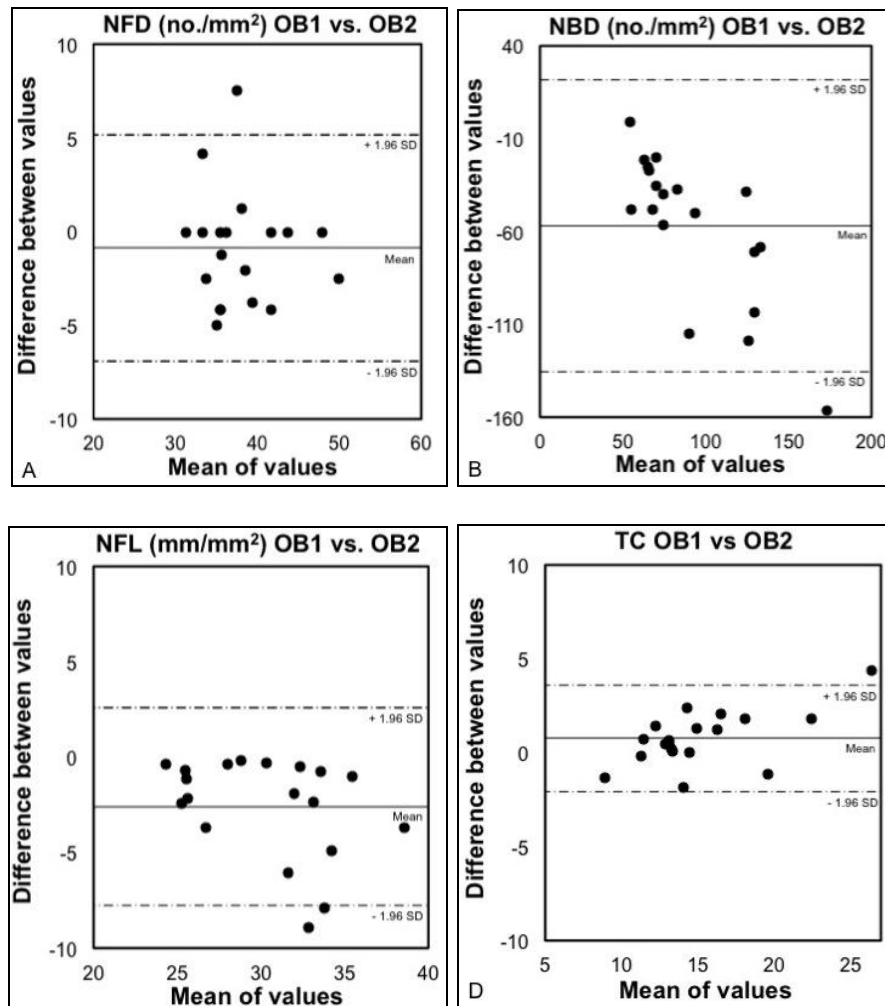 NFD (no./mm²) OB1 vs. OB2
Difference between values
10
5
0
-5
-10
+ 1.96 SD
Mean
- 1.96 SD
20 30 40 50 60
Mean of values
A
NBD (no./mm²) OB1 vs. OB2
Difference between values
40
-10
-60
-110
-160
+ 1.96 SD
Mean
- 1.96 SD
0 50 100 150 200
Mean of values
B
NFL (mm/mm²) OB1 vs. OB2
Difference between values
10
5
0
-5
-10
+ 1.96 SD
Mean
- 1.96 SD
20 25 30 35 40
Mean of values
TC OB1 vs OB2
Difference between values
10
5
0
-5
-10
+ 1.96 SD
Mean
- 1.96 SD
5 10 15 20 25
Mean of values
D